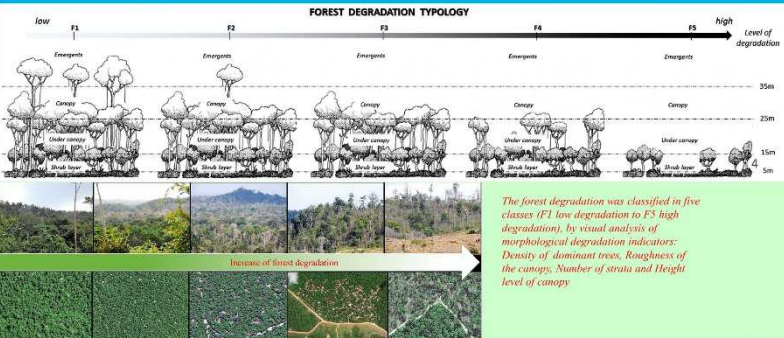 FOREST DEGRADATION TYPOLOGY
low
high
F1
F2
F3
F4
F5
Level of
degradation
Emergents
Emergents
Emergents
Emergents
Emergents
35m
Canopy
Canopy
Canopy
Canopy
Canopy
25m
Under canopy
Under canopy
Under canopy
Under canopy
Under canopy
15m
4
Shrub layer
Shrub layer
Shrub layer
Shrub layer
Shrub layer
5m
Increase of forest degradation
The forest degradation was classified in five
classes (F1 low degradation to F5 high
degradation), by visual analysis of
morphological degradation indicators:
Density of dominant trees, Roughness of
the canopy, Number of strata and Height
level of canopy